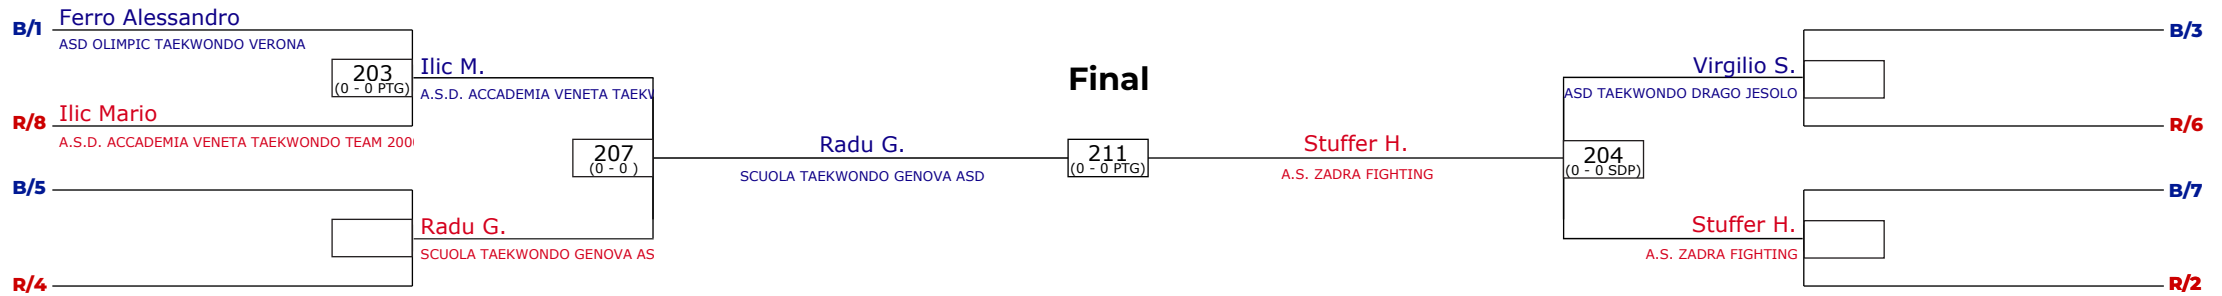 B/1
Ferro Alessandro
ASD OLIMPIC TAEKWONDO VERONA
203
(0 - 0 PTG)
R/8
Ilic Mario
A.S.D. ACCADEMIA VENETA TAEKWONDO TEAM 200
Ilic M.
A.S.D. ACCADEMIA VENETA TAEKW
207
(0 - 0 )
B/5
R/4
Radu G.
SCUOLA TAEKWONDO GENOVA AS
Radu G.
SCUOLA TAEKWONDO GENOVA ASD
Final
211
(0 - 0 PTG)
Stuffer H.
A.S. ZADRA FIGHTING
Virgilio S.
ASD TAEKWONDO DRAGO JESOLO
204
(0 - 0 SDP)
Stuffer H.
A.S. ZADRA FIGHTING
B/3
R/6
B/7
R/2